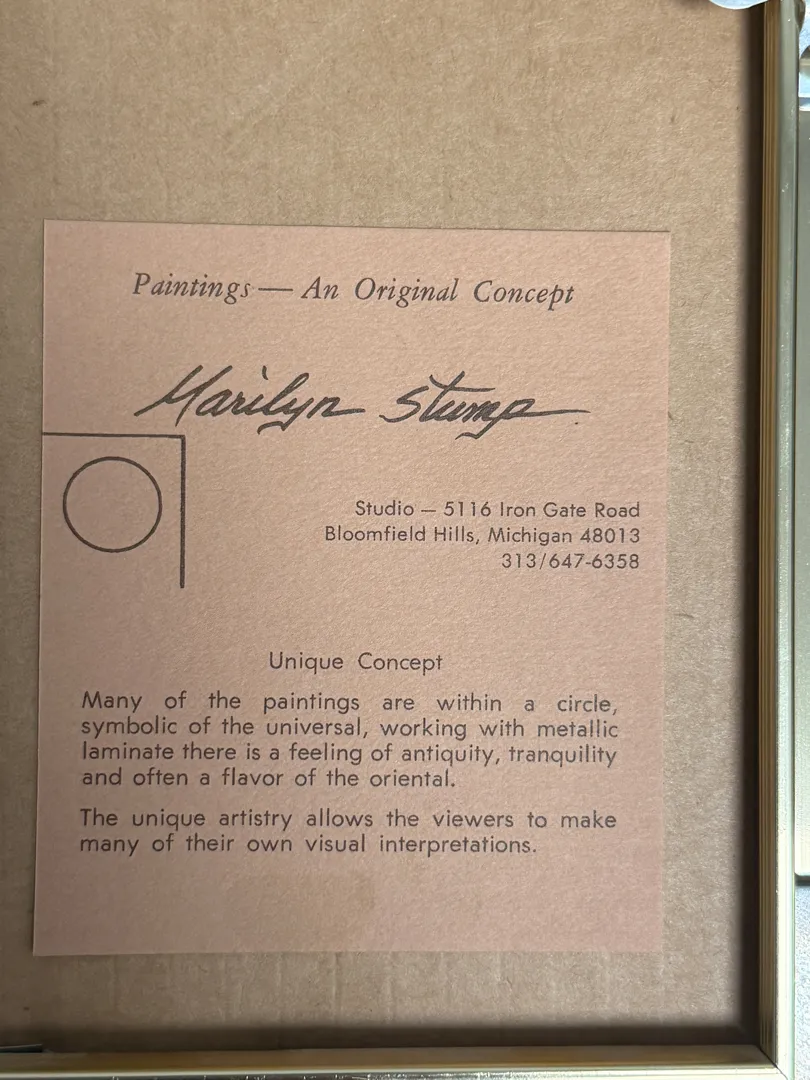 Paintings — An Original Concept
Marilyn Stump
Studio — 5116 Iron Gate Road
Bloomfield Hills, Michigan 48013
313/647-6358
Unique Concept
Many of the paintings are within a circle,
symbolic of the universal, working with metallic
laminate there is a feeling of antiquity, tranquility
and often a flavor of the oriental.
The unique artistry allows the viewers to make
many of their own visual interpretations.